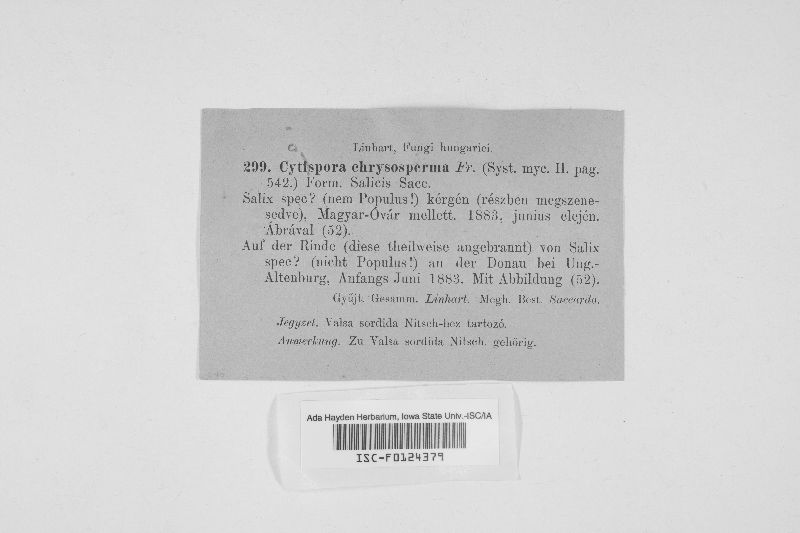 Linhart, Fungi hungarici.
299. Cytispora chrysosperma Fr. (Syst. myc. II. pag.
542.) Form. Salicis Sacc.
Salix spec? (nem Populus!) kérgén (részben megszene-
sedve), Magyar-Óvár mellett. 1883, junius elején.
Ábrával (52).
Auf der Rinde (diese theilweise angebrannt) von Salix
spec? (nicht Populus!) an der Donau bei Ung.-
Altenburg, Anfangs Juni 1883. Mit Abbildung (52).
Gyűjt. Gesamm. Linhart. Megh. Best. Saccardo.
Jegyzet. Valsa sordida Nitsch-hez tartozó.
Anmerkung. Zu Valsa sordida Nitsch. gehörig.
Ada Hayden Herbarium, Iowa State Univ.-ISC/IA
ISC-F0124379